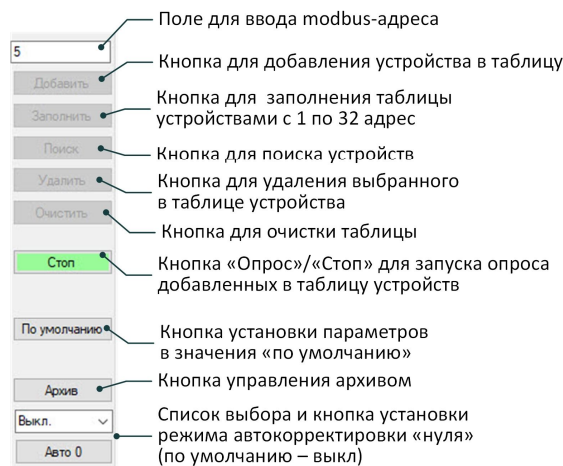 Поле для ввода modbus-адреса
5
Кнопка для добавления устройства в таблицу
Добавить
Кнопка для заполнения таблицы
устройствами с 1 по 32 адрес
Заполнить
Кнопка для поиска устройств
Поиск
Кнопка для удаления выбранного
в таблице устройства
Удалить
Кнопка для очистки таблицы
Очистить
Кнопка «Опрос»/«Стоп» для запуска опроса
добавленных в таблицу устройств
Стоп
Кнопка установки параметров
в значения «по умолчанию»
По умолчанию
Кнопка управления архивом
Архив
Список выбора и кнопка установки
режима автокорректировки «нуля»
(по умолчанию – выкл)
Выкл.
Авто 0